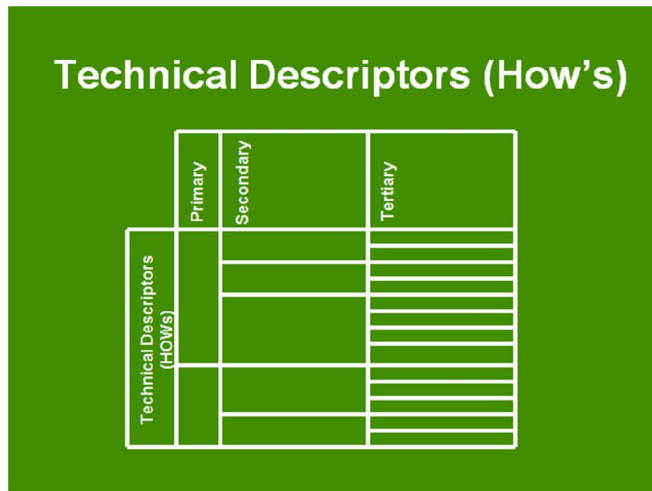 Technical Descriptors (How's)
Primary
Secondary
Tertiary
Technical Descriptors
(HOWs)